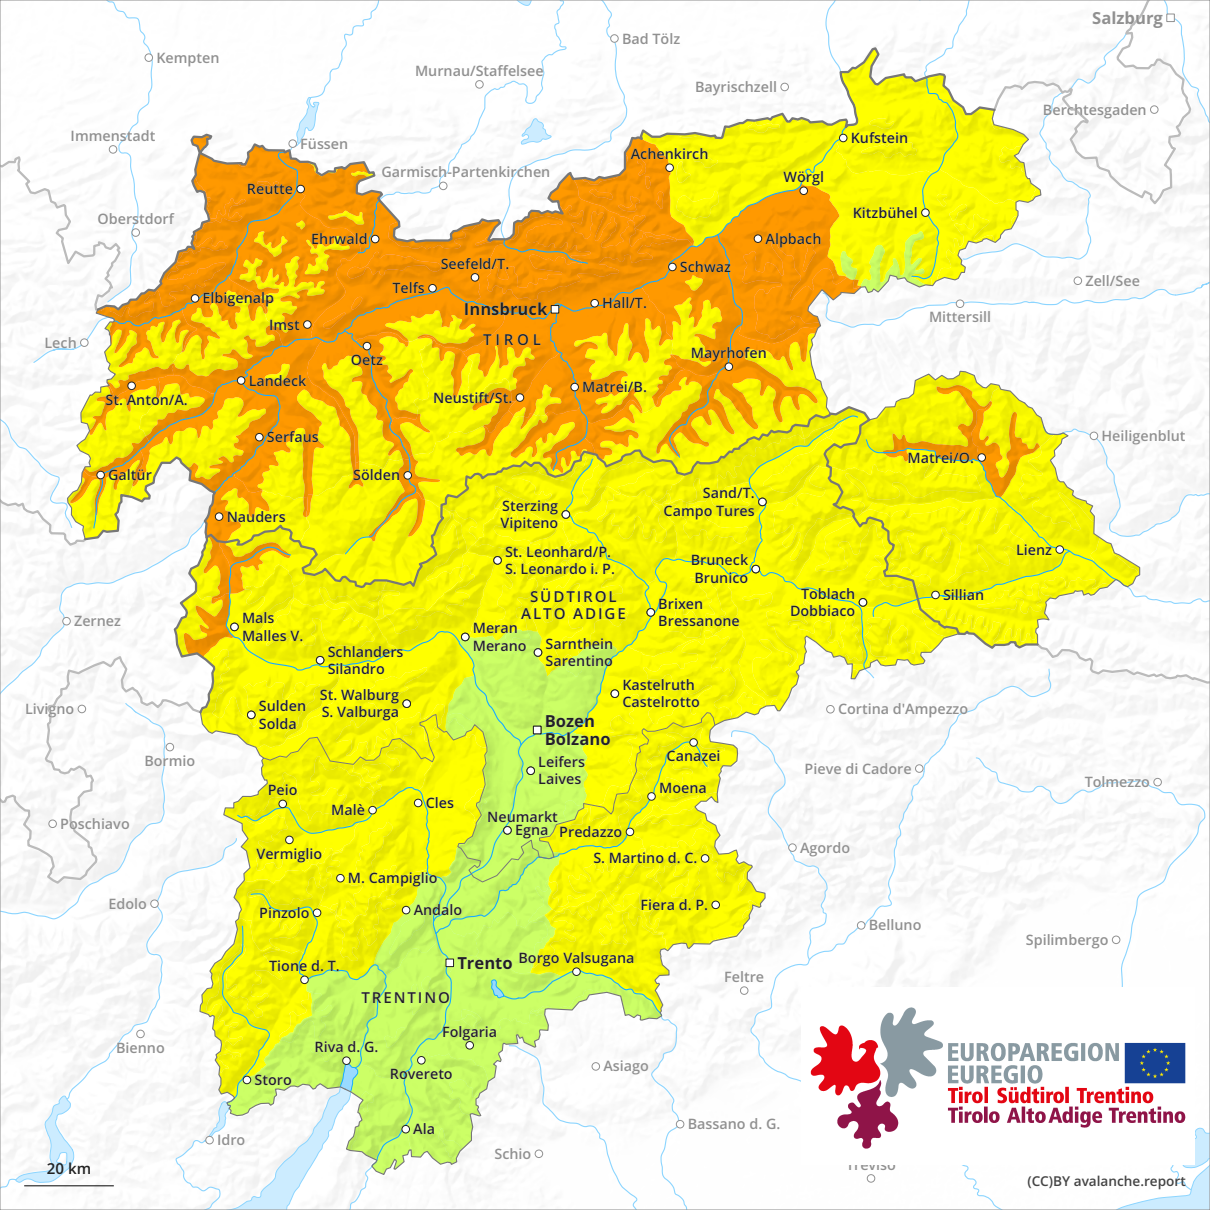 Salzburg
Bad Tölz
Kempten
Murnau/Staffelsee
Bayrischzell
Berchtesgaden
Immenstadt
Füssen
Kufstein
Achenkirch
Garmisch-Partenkirchen
Wörgl
Reutte
Oberstdorf
Kitzbühel
Ehrwald
Alpbach
Seefeld/T.
Schwaz
Zell/See
Telfs
Elbigenalp
Hall/T.
Innsbruck
Mittersill
Imst
TIROL
Lech
Oetz
Mayrhofen
Landeck
Matrei/B.
St. Anton/A.
Neustift/St.
Serfaus
Heiligenblut
Matrei/O.
Galtür
Sölden
Sand/T.
Campo Tures
Sterzing
Vipiteno
Nauders
St. Leonhard/P.
S. Leonardo i. P.
Lienz
Bruneck
Brunico
SÜDTIROL
ALTO ADIGE
Toblach
Dobbiaco
Sillian
Brixen
Bressanone
Zernez
Mals
Malles V.
Meran
Merano
Sarnthein
Sarentino
Schlanders
Silandro
Kastelruth
Castelrotto
St. Walburg
S. Valburga
Livigno
Sulden
Solda
Cortina d'Ampezzo
Bozen
Bolzano
Bormio
Canazei
Leifers
Laives
Pieve di Cadore
Tolmezzo
Peio
Moena
Malè
Cles
Neumarkt
Egna
Predazzo
Poschiavo
Vermiglio
S. Martino d. C.
Agordo
M. Campiglio
Edolo
Pinzolo
Andalo
Fiera d. P.
Belluno
Spilimbergo
Trento
Borgo Valsugana
Tione d. T.
Feltre
TRENTINO
Folgaria
Bienno
Riva d. G.
Rovereto
Asiago
Storo
EUROPAREGION
EUREGIO
Tirol Südtirol Trentino
Tirolo Alto Adige Trentino
Bassano d. G.
Ala
Idro
Schio
Treviso
20 km
(CC)BY avalanche.report